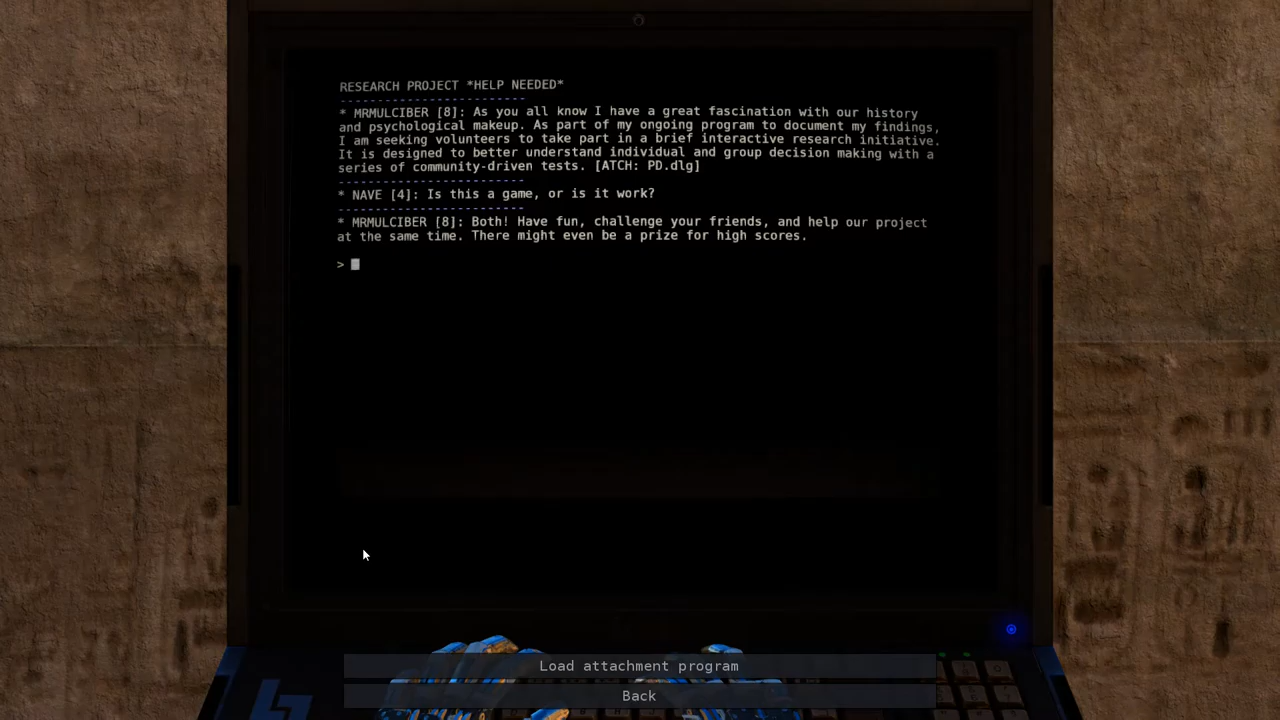 RESEARCH PROJECT *HELP NEEDED*
-------------------------
* MRMULCIBER [8]: As you all know I have a great fascination with our history
and psychological makeup. As part of my ongoing program to document my findings,
I am seeking volunteers to take part in a brief interactive research initiative.
It is designed to better understand individual and group decision making with a
series of community-driven tests. [ATCH: PD.dlg]
-------------------------
* NAVE [4]: Is this a game, or is it work?
-------------------------
* MRMULCIBER [8]: Both! Have fun, challenge your friends, and help our project
at the same time. There might even be a prize for high scores.
>
Load attachment program
Back